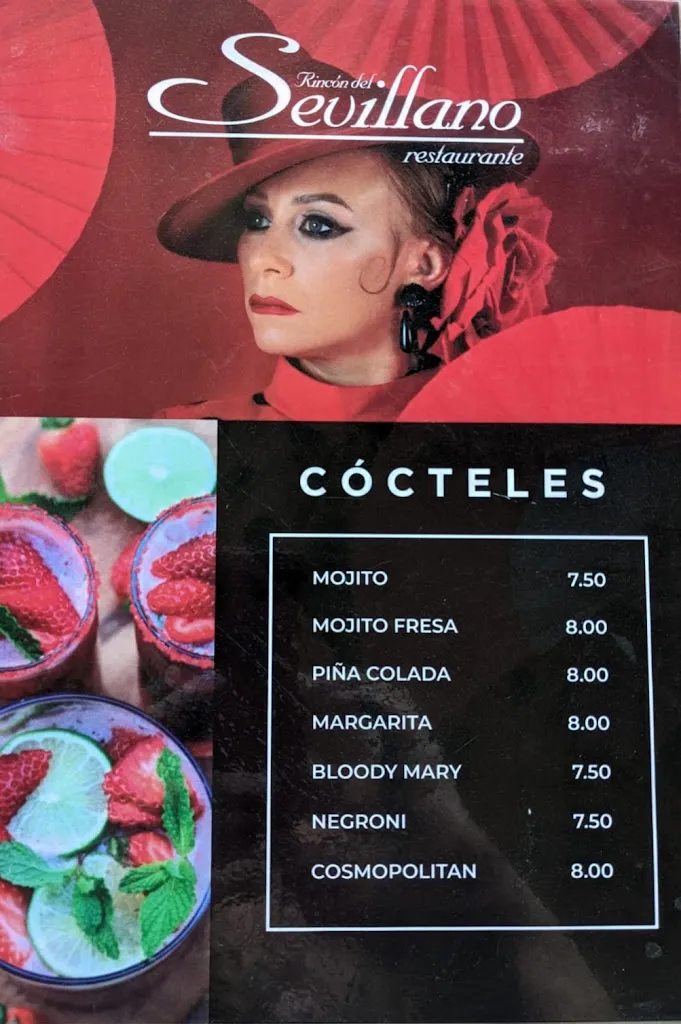 Rincón del
Sevillano
restaurante
CÓCTELES
MOJITO 7.50
MOJITO FRESA 8.00
PIÑA COLADA 8.00
MARGARITA 8.00
BLOODY MARY 7.50
NEGRONI 7.50
COSMOPOLITAN 8.00